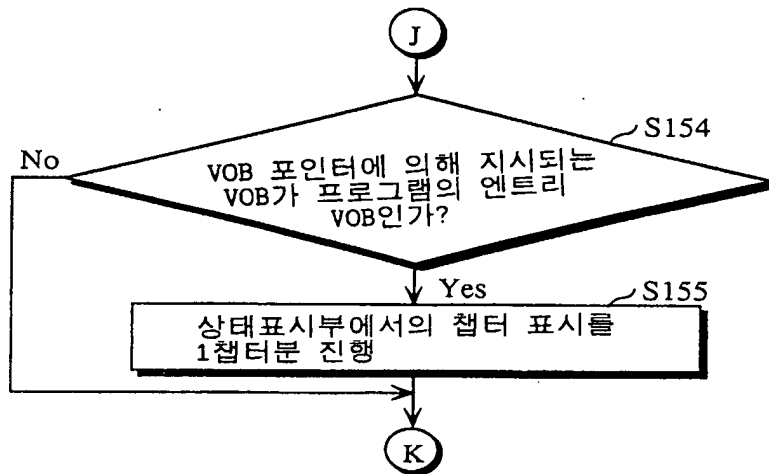 J
S154
No
VOB 포인터에 의해 지시되는
VOB가 프로그램의 엔트리
VOB인가?
Yes
S155
상태표시부에서의 챕터 표시를
1챕터분 진행
K